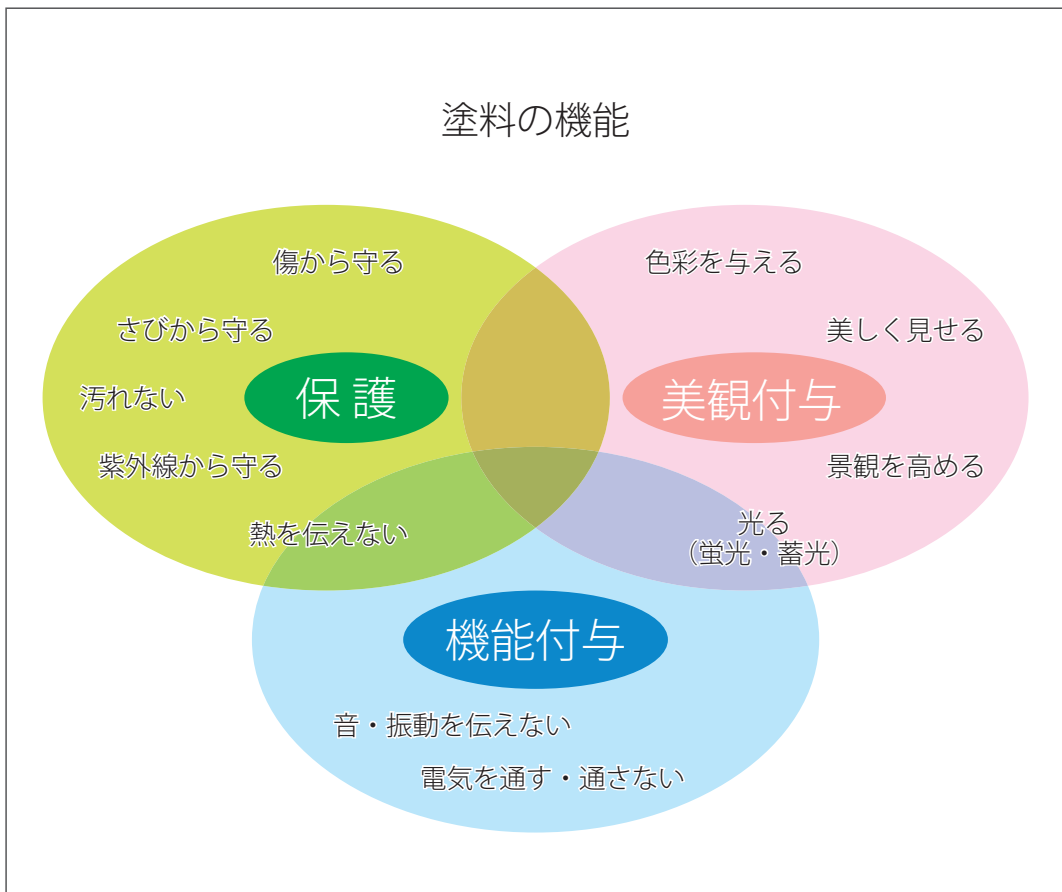 塗料の機能
傷から守る
さびから守る
汚れない
保護
紫外線から守る
熱を伝えない
色彩を与える
美しく見せる
美観付与
景観を高める
光る
（蛍光・蓄光）
機能付与
音・振動を伝えない
電気を通す・通さない